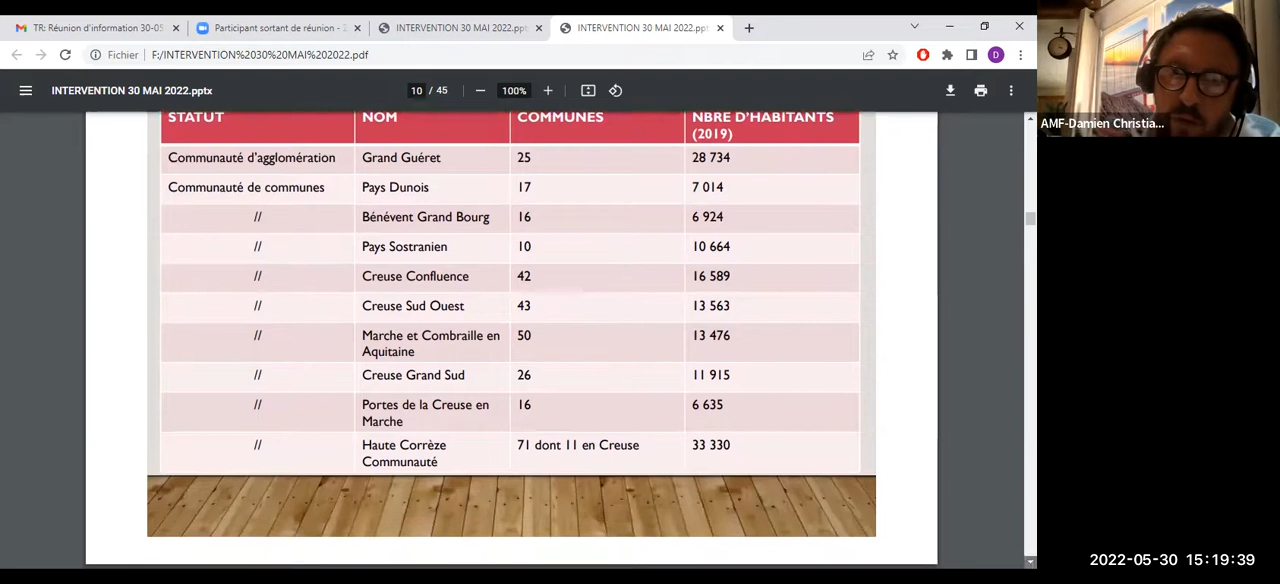 TR: Réunion d'information 30-05
Participant sortant de réunion - 2
INTERVENTION 30 MAI 2022.ppt
INTERVENTION 30 MAI 2022.ppt
Fichier
F:/INTERVENTION%2030%20MAI%202022.pdf
D
INTERVENTION 30 MAI 2022.pptx
10 / 45
100%
AMF-Damien Christia...
STATUT NOM COMMUNES NBRE D'HABITANTS
(2019)
Communauté d'agglomération Grand Guéret 25 28 734
Communauté de communes Pays Dunois 17 7 014
// Bénévent Grand Bourg 16 6 924
// Pays Sostranien 10 10 664
// Creuse Confluence 42 16 589
// Creuse Sud Ouest 43 13 563
// Marche et Combraille en 50 13 476
Aquitaine
// Creuse Grand Sud 26 11 915
// Portes de la Creuse en 16 6 635
Marche
// Haute Corrèze 71 dont 11 en Creuse 33 330
Communauté
2022-05-30 15:19:39